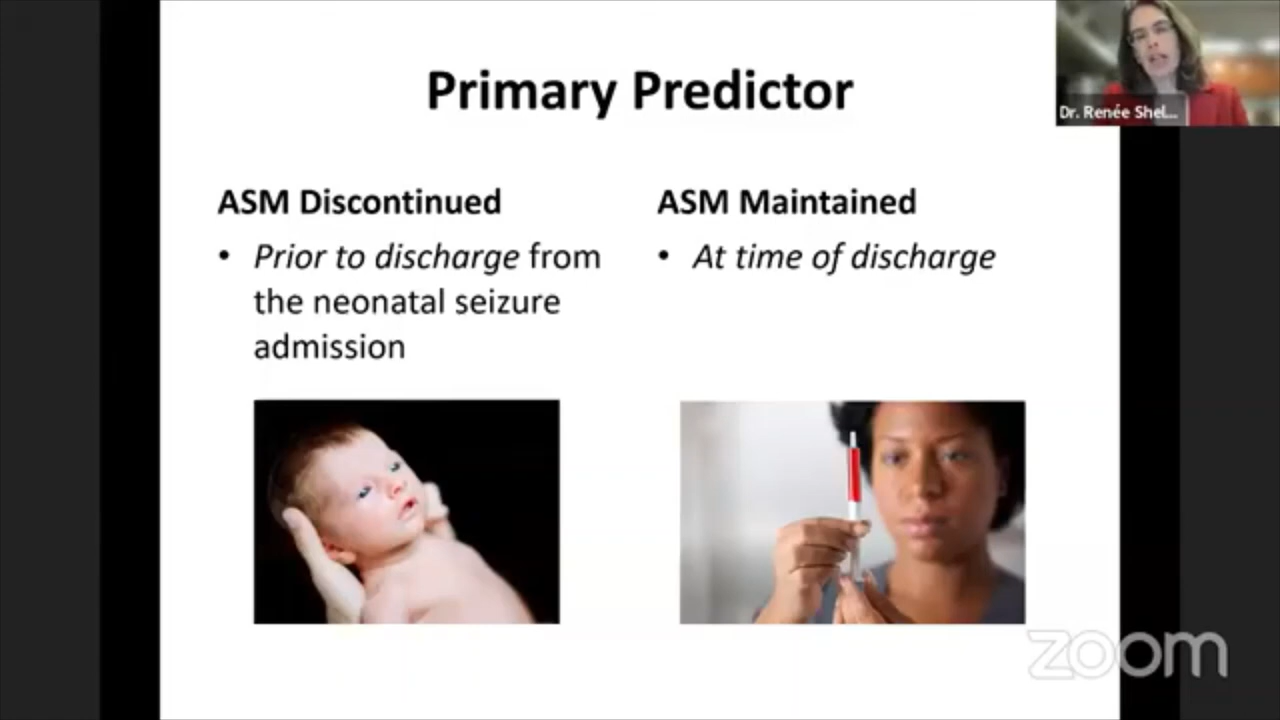 Primary Predictor
Dr. Renée Shel...
ASM Discontinued
• Prior to discharge from
the neonatal seizure
admission
ASM Maintained
• At time of discharge
zoom